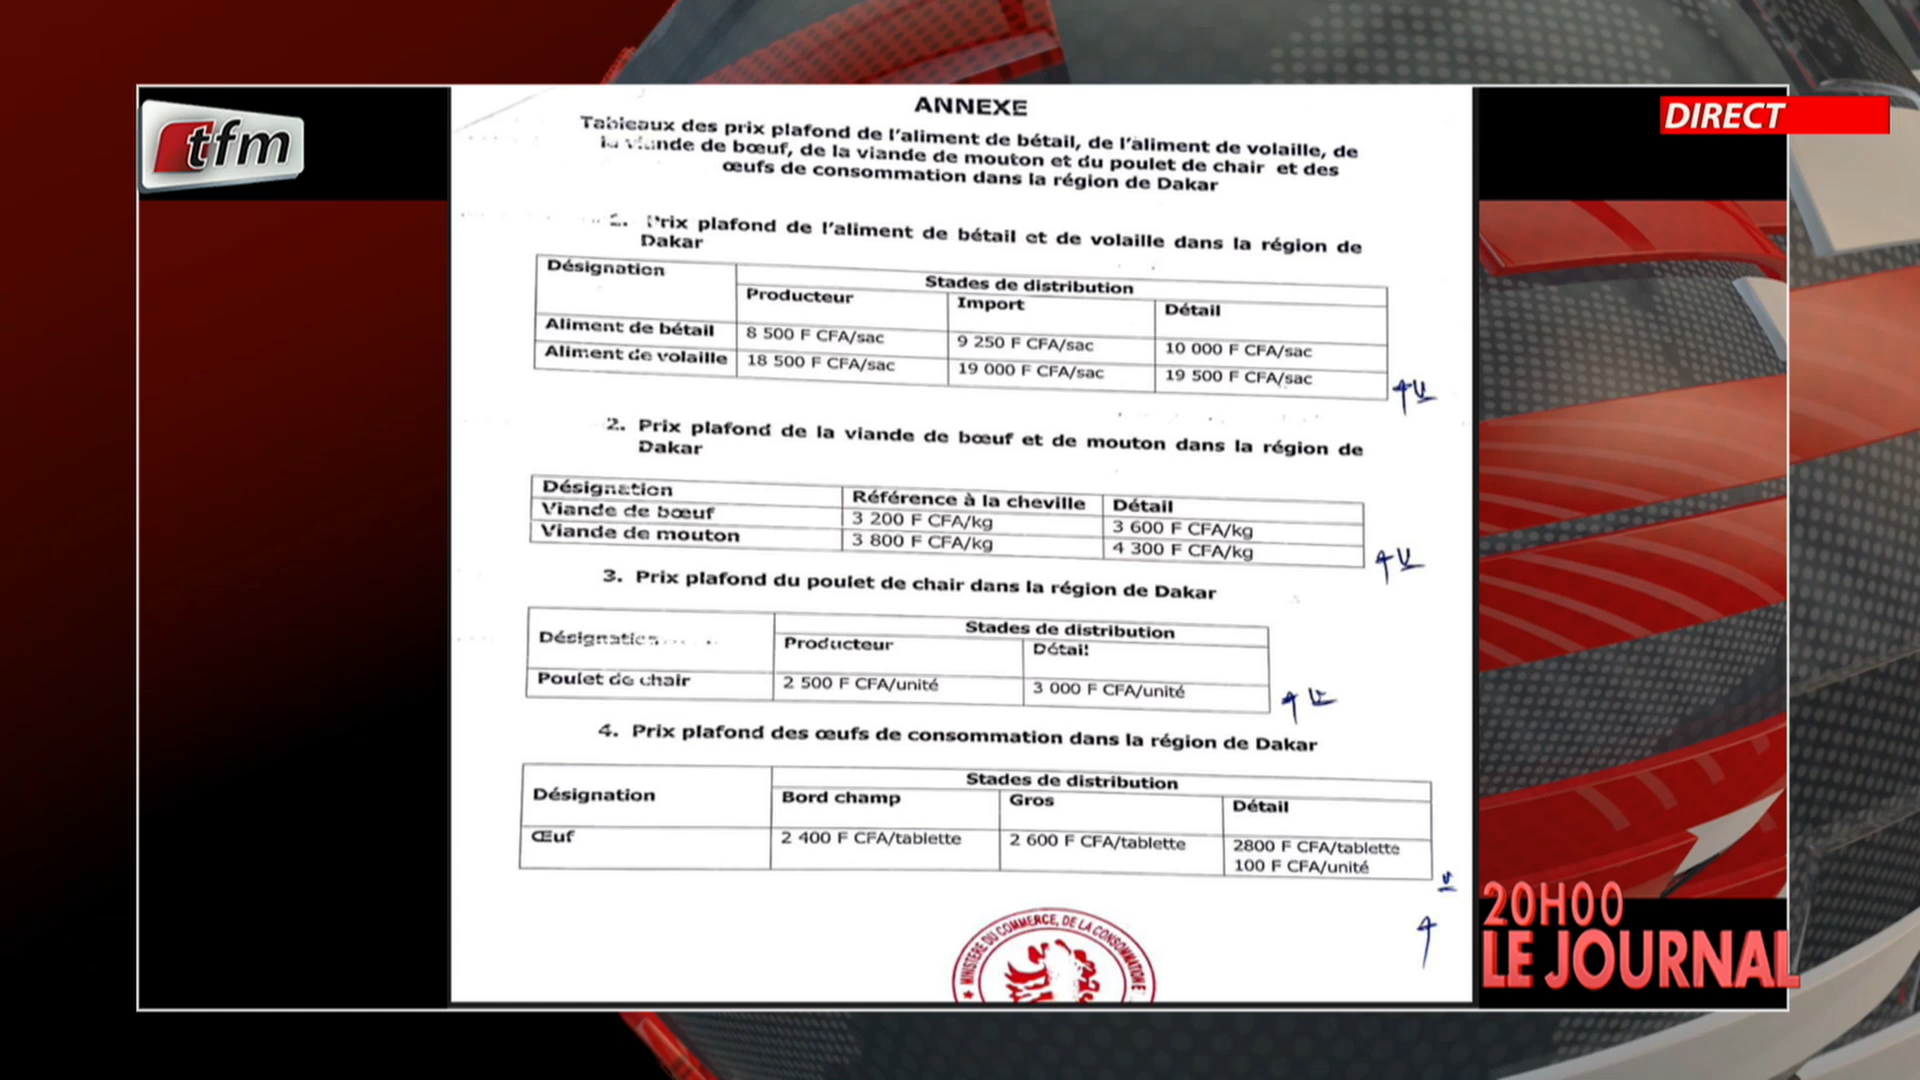 tfm
DIRECT
ANNEXE
Tableaux des prix plafond de l'aliment de bétail, de l'aliment de volaille, de
la viande de bœuf, de la viande de mouton et du poulet de chair et des
œufs de consommation dans la région de Dakar
Prix plafond de l'aliment de bétail et de volaille dans la région de
Dakar
Désignation
Stades de distribution
Producteur Import Détail
Aliment de bétail 8 500 F CFA/sac 9 250 F CFA/sac 10 000 F CFA/sac
Aliment de volaille 18 500 F CFA/sac 19 000 F CFA/sac 19 500 F CFA/sac
2. Prix plafond de la viande de bœuf et de mouton dans la région de
Dakar
Désignation Référence à la cheville Détail
Viande de bœuf 3 200 F CFA/kg 3 600 F CFA/kg
Viande de mouton 3 800 F CFA/kg 4 300 F CFA/kg
3. Prix plafond du poulet de chair dans la région de Dakar
Désignation
Stades de distribution
Producteur Détail
Poulet de chair 2 500 F CFA/unité 3 000 F CFA/unité
4. Prix plafond des œufs de consommation dans la région de Dakar
Désignation
Stades de distribution
Bord champ Gros Détail
Œuf 2 400 F CFA/tablette 2 600 F CFA/tablette 2800 F CFA/tablette
100 F CFA/unité
MINISTERE DU COMMERCE, DE LA CONSOMMATION
20H00
LE JOURNAL